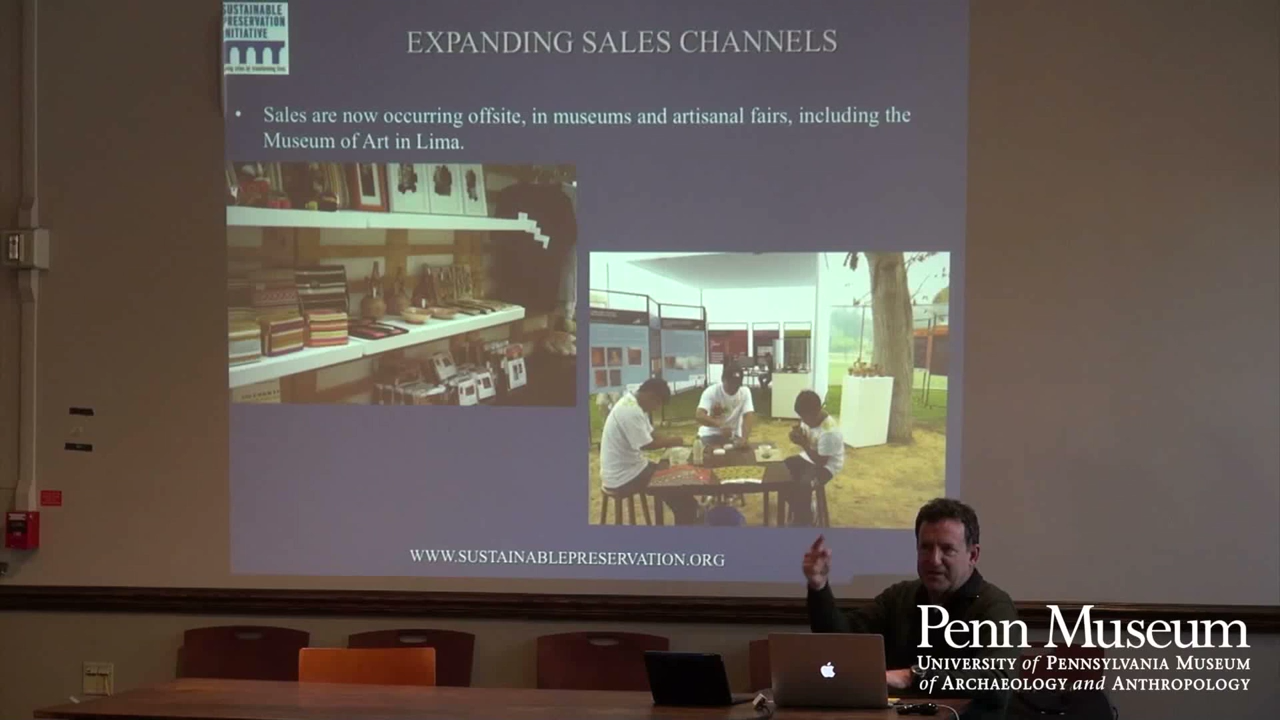 SUSTAINABLE
PRESERVATION
INITIATIVE
EXPANDING SALES CHANNELS
• Sales are now occurring offsite, in museums and artisanal fairs, including the
Museum of Art in Lima.
WWW.SUSTAINABLEPRESERVATION.ORG
Penn Museum
UNIVERSITY of PENNSYLVANIA MUSEUM
of ARCHAEOLOGY and ANTHROPOLOGY